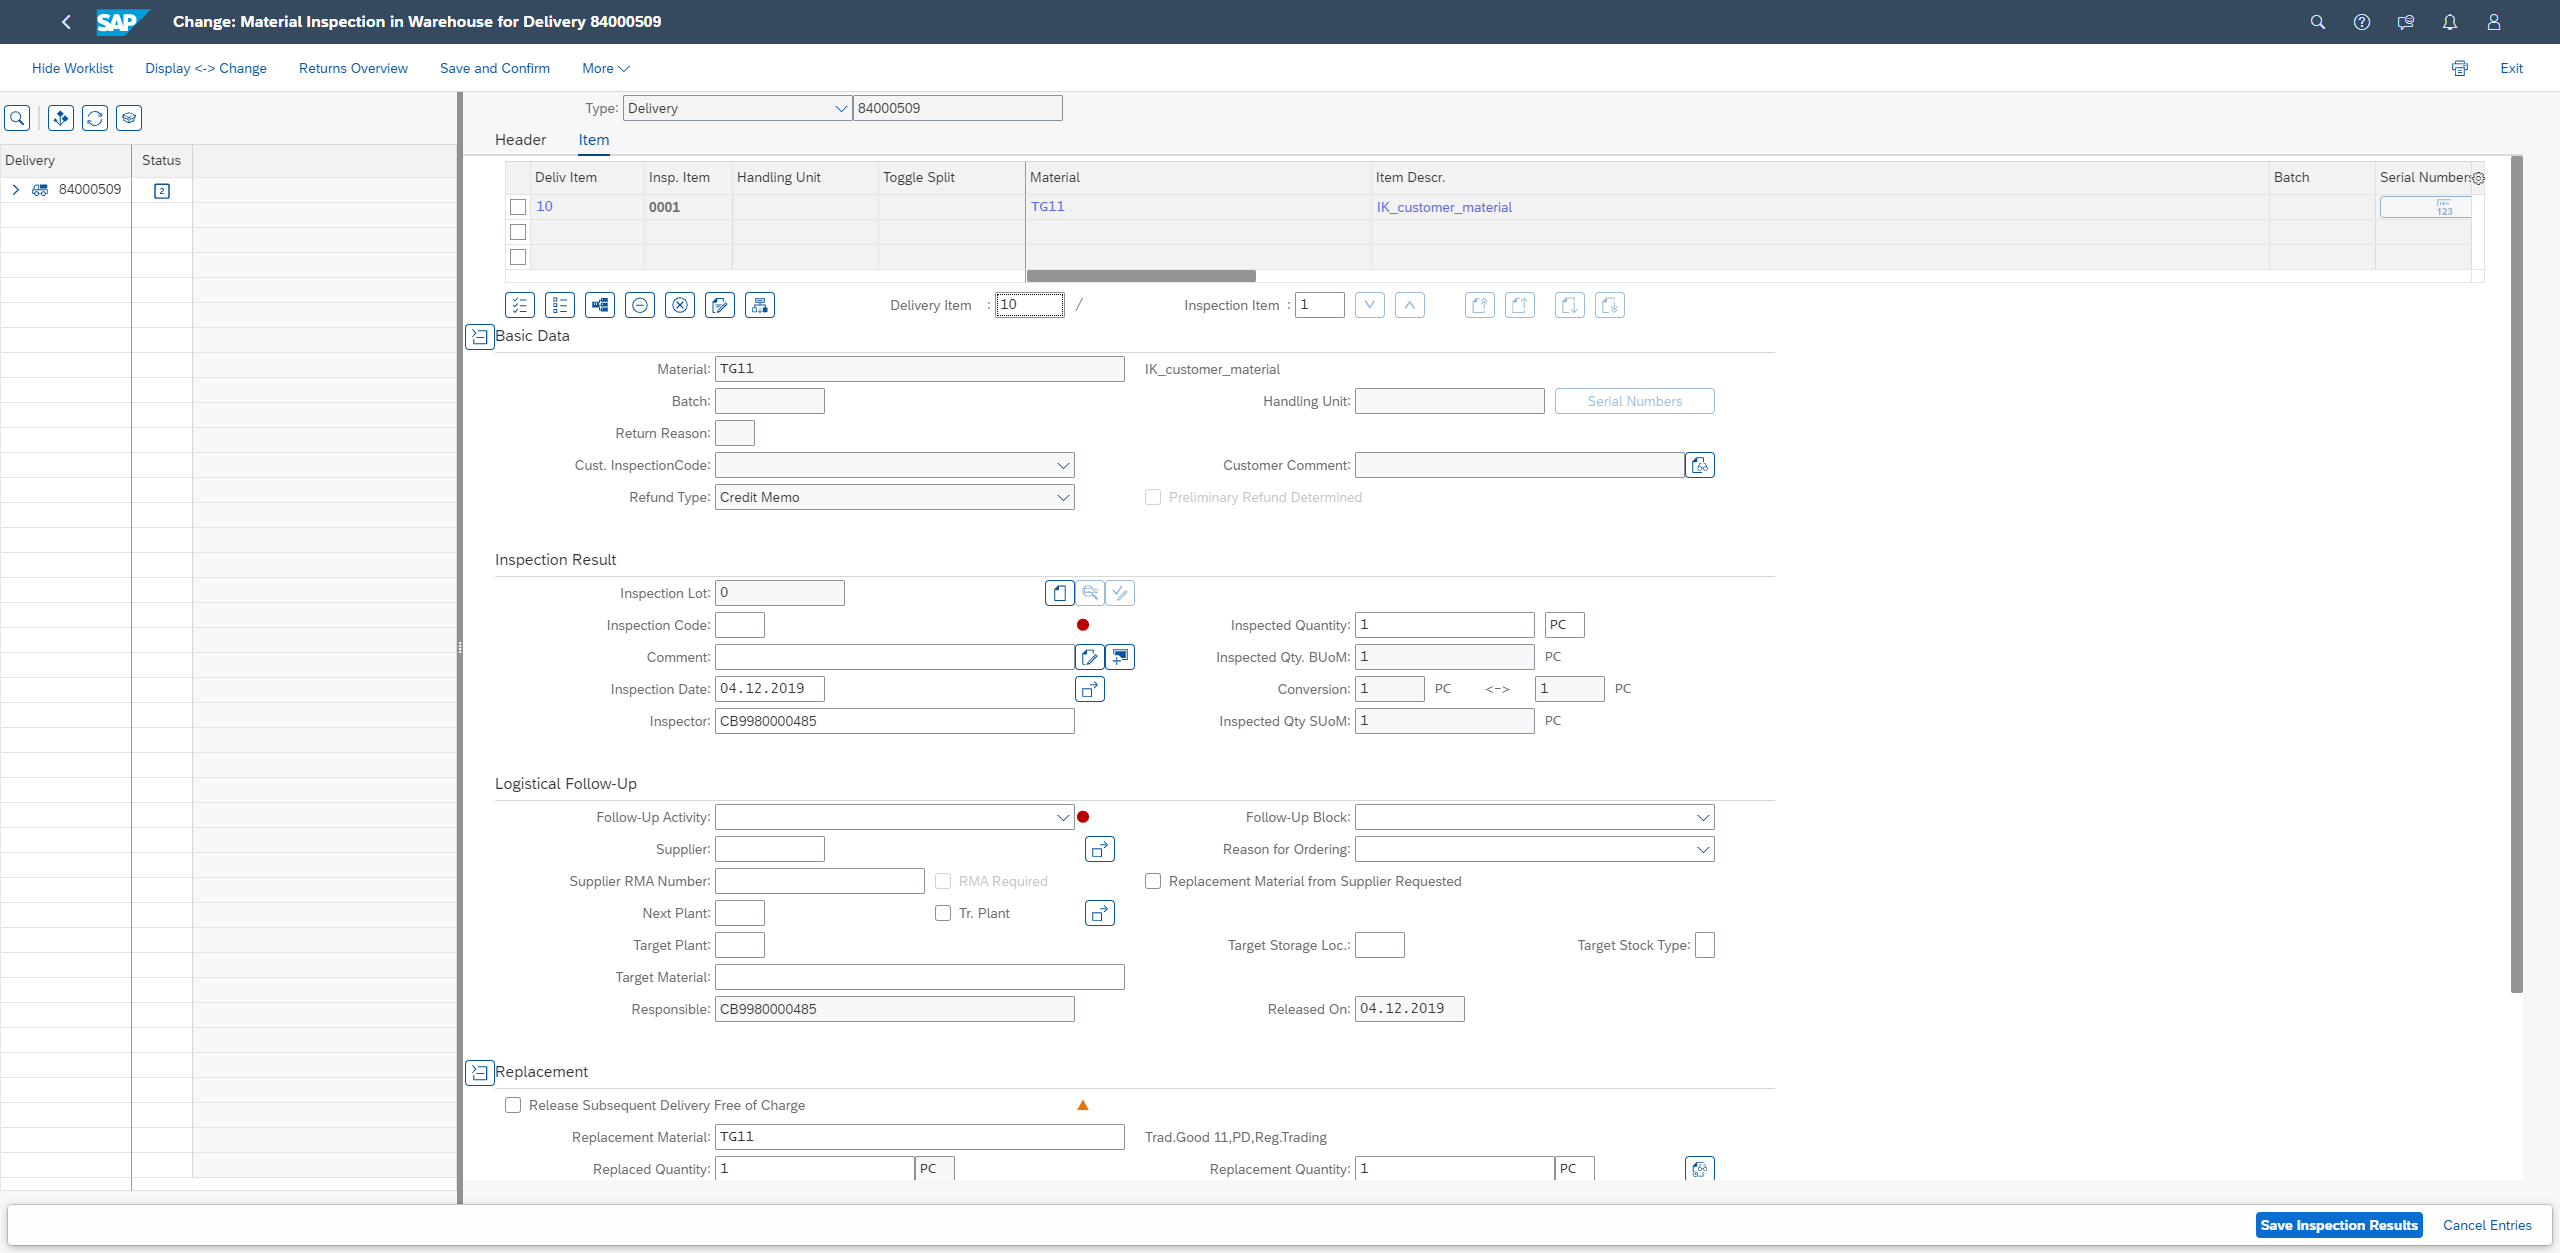 SAP Change: Material Inspection in Warehouse for Delivery 84000509
Hide Worklist Display <-> Change Returns Overview Save and Confirm More Exit
Type: Delivery 84000509
Header Item
Delivery Status
84000509 2
Deliv Item Insp. Item Handling Unit Toggle Split Material Item Descr. Batch Serial Numbers
10 0001 TG11 IK_customer_material 123
Delivery Item : 10 / Inspection Item : 1
Basic Data
Material: TG11 IK_customer_material
Batch: Handling Unit: Serial Numbers
Return Reason:
Cust. InspectionCode: Customer Comment:
Refund Type: Credit Memo Preliminary Refund Determined
Inspection Result
Inspection Lot: 0
Inspection Code: Inspected Quantity: 1 PC
Comment: Inspected Qty. BUoM: 1 PC
Inspection Date: 04.12.2019 Conversion: 1 PC <-> 1 PC
Inspector: CB9980000485 Inspected Qty SUoM: 1 PC
Logistical Follow-Up
Follow-Up Activity: Follow-Up Block:
Supplier: Reason for Ordering:
Supplier RMA Number: RMA Required Replacement Material from Supplier Requested
Next Plant: Tr. Plant
Target Plant: Target Storage Loc.: Target Stock Type:
Target Material:
Responsible: CB9980000485 Released On: 04.12.2019
Replacement
Release Subsequent Delivery Free of Charge
Replacement Material: TG11 Trad.Good 11,PD,Reg.Trading
Replaced Quantity: 1 PC Replacement Quantity: 1 PC
Save Inspection Results Cancel Entries